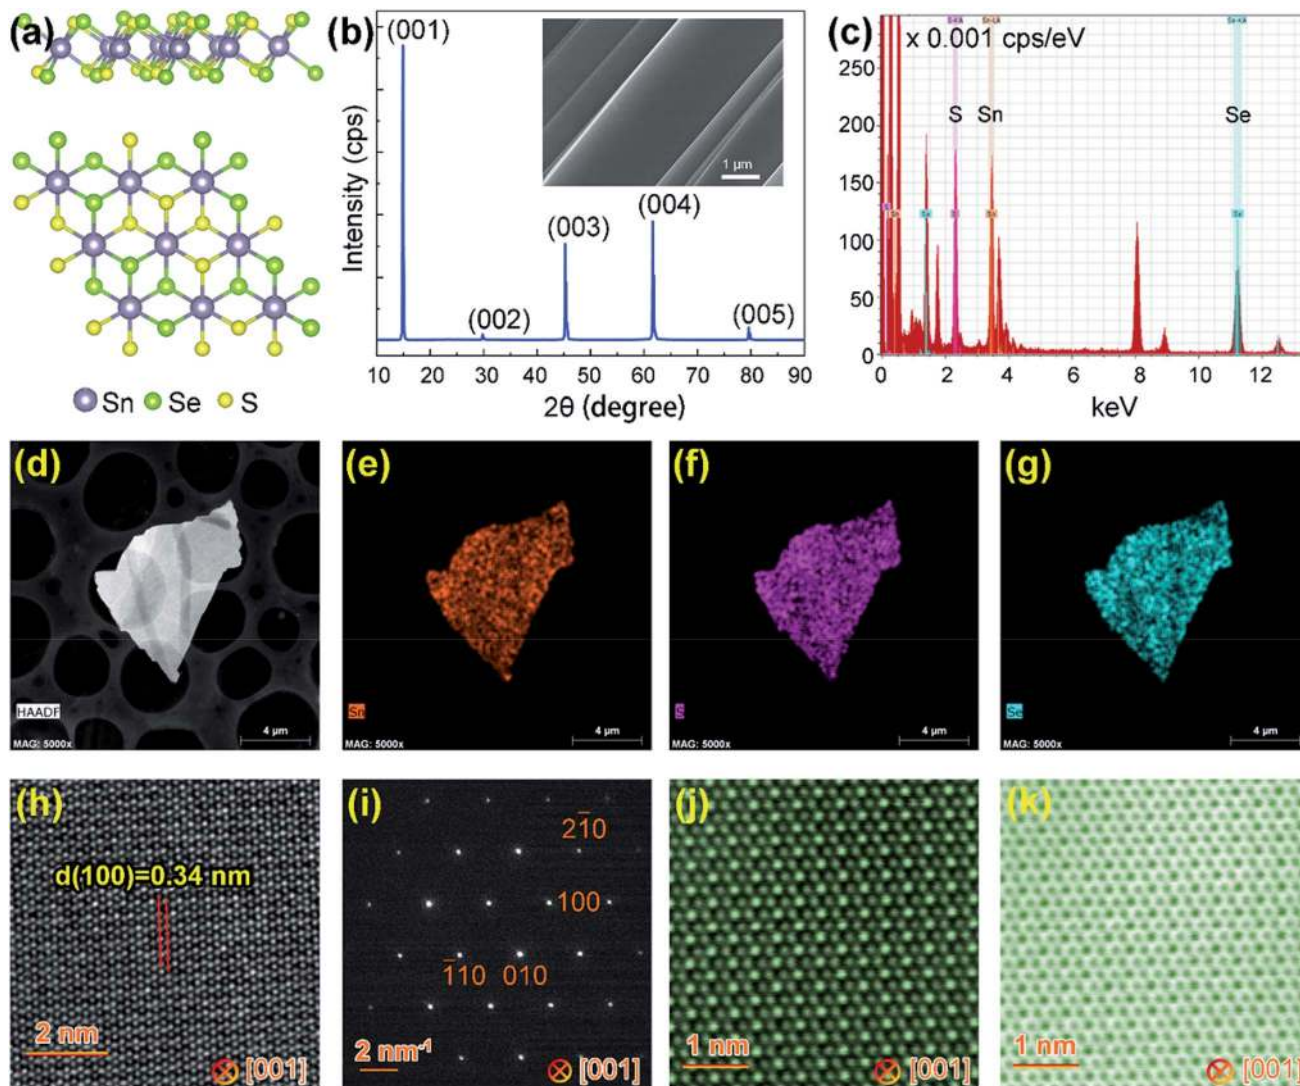 (a)
Sn Se S
(b)
(001)
(002)
(003)
(004)
(005)
1 μm
Intensity (cps)
10 20 30 40 50 60 70 80 90
2θ (degree)
(c)
x 0.001 cps/eV
250
200
150
100
50
0
S Sn Se
Sn
Se
S
Sn
Se
0 2 4 6 8 10 12
keV
(d)
HAADF
MAG: 5000x
4 μm
(e)
Sn
MAG: 5000x
4 μm
(f)
S
MAG: 5000x
4 μm
(g)
Se
MAG: 5000x
4 μm
(h)
d(100)=0.34 nm
2 nm
[001]
(i)
21̅0
100
1̅10 010
2 nm⁻¹
[001]
(j)
1 nm
[001]
(k)
1 nm
[001]